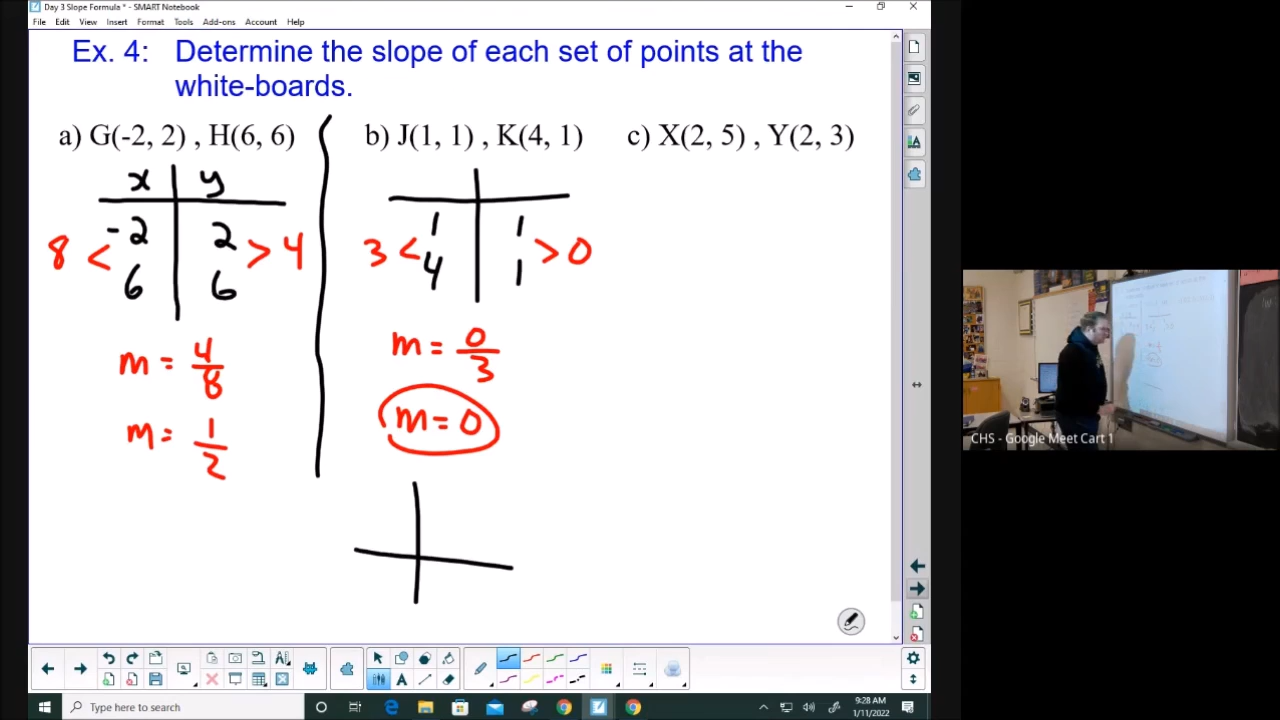 Day 3 Slope Formula * - SMART Notebook
File Edit View Insert Format Tools Add-ons Account Help
Ex. 4: Determine the slope of each set of points at the
white-boards.
a) G(-2, 2) , H(6, 6)
x y
-2 2
8 < > 4
6 6
m = 4/8
m = 1/2
b) J(1, 1) , K(4, 1)
1 1
3 < > 0
4 1
m = 0/3
m = 0
c) X(2, 5) , Y(2, 3)
CHS - Google Meet Cart 1
Type here to search
9:28 AM
1/11/2022